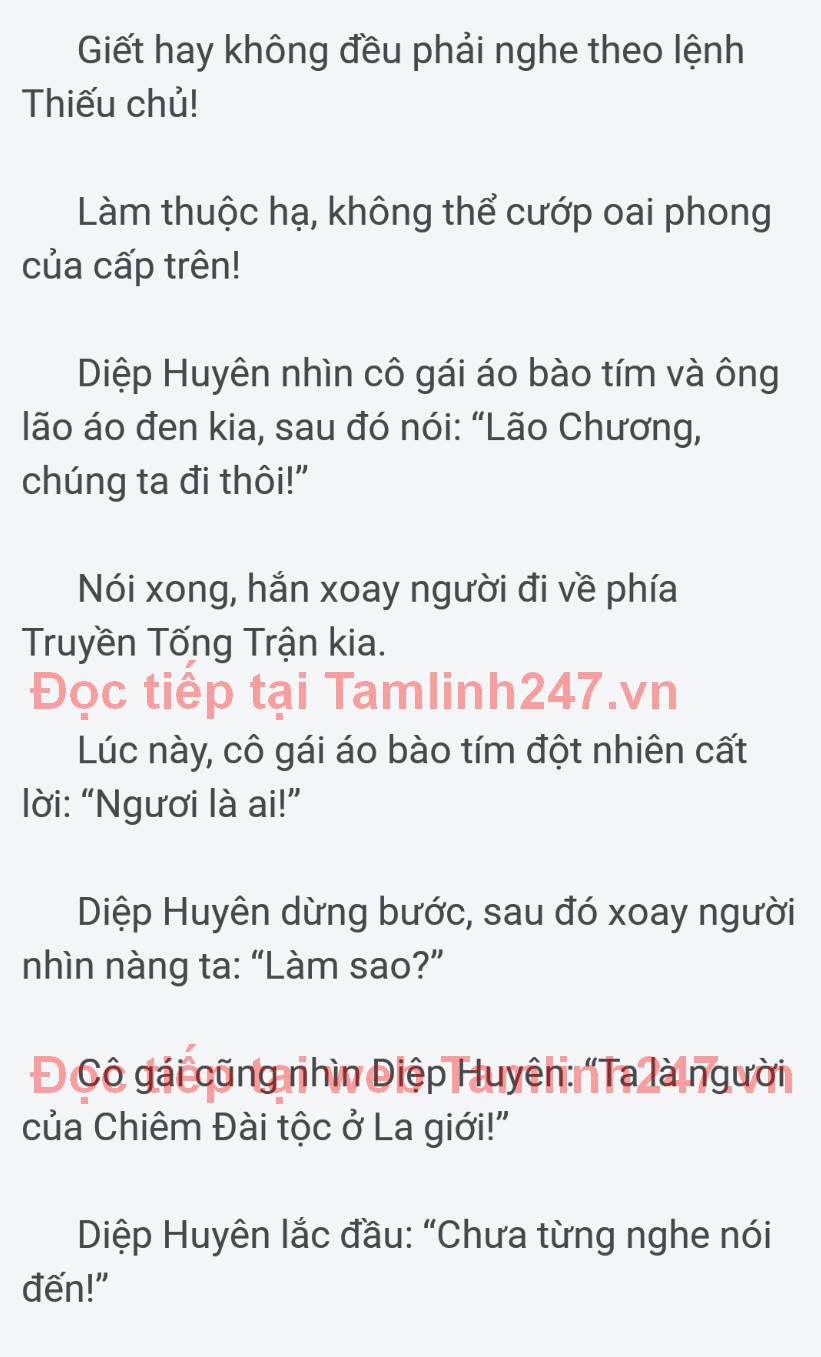 Giết hay không đều phải nghe theo lệnh
Thiếu chủ!
Làm thuộc hạ, không thể cướp oai phong
của cấp trên!
Diệp Huyên nhìn cô gái áo bào tím và ông
lão áo đen kia, sau đó nói: “Lão Chương,
chúng ta đi thôi!”
Nói xong, hắn xoay người đi về phía
Truyền Tống Trận kia.
Đọc tiếp tại Tamlinh247.vn
Lúc này, cô gái áo bào tím đột nhiên cất
lời: “Ngươi là ai!”
Diệp Huyên dừng bước, sau đó xoay người
nhìn nàng ta: “Làm sao?”
Cô gái cũng nhìn Diệp Huyên: “Ta là người
Đọc tiếp tại web Tamlinh247.vn
của Chiêm Đài tộc ở La giới!”
Diệp Huyên lắc đầu: “Chưa từng nghe nói
đến!”